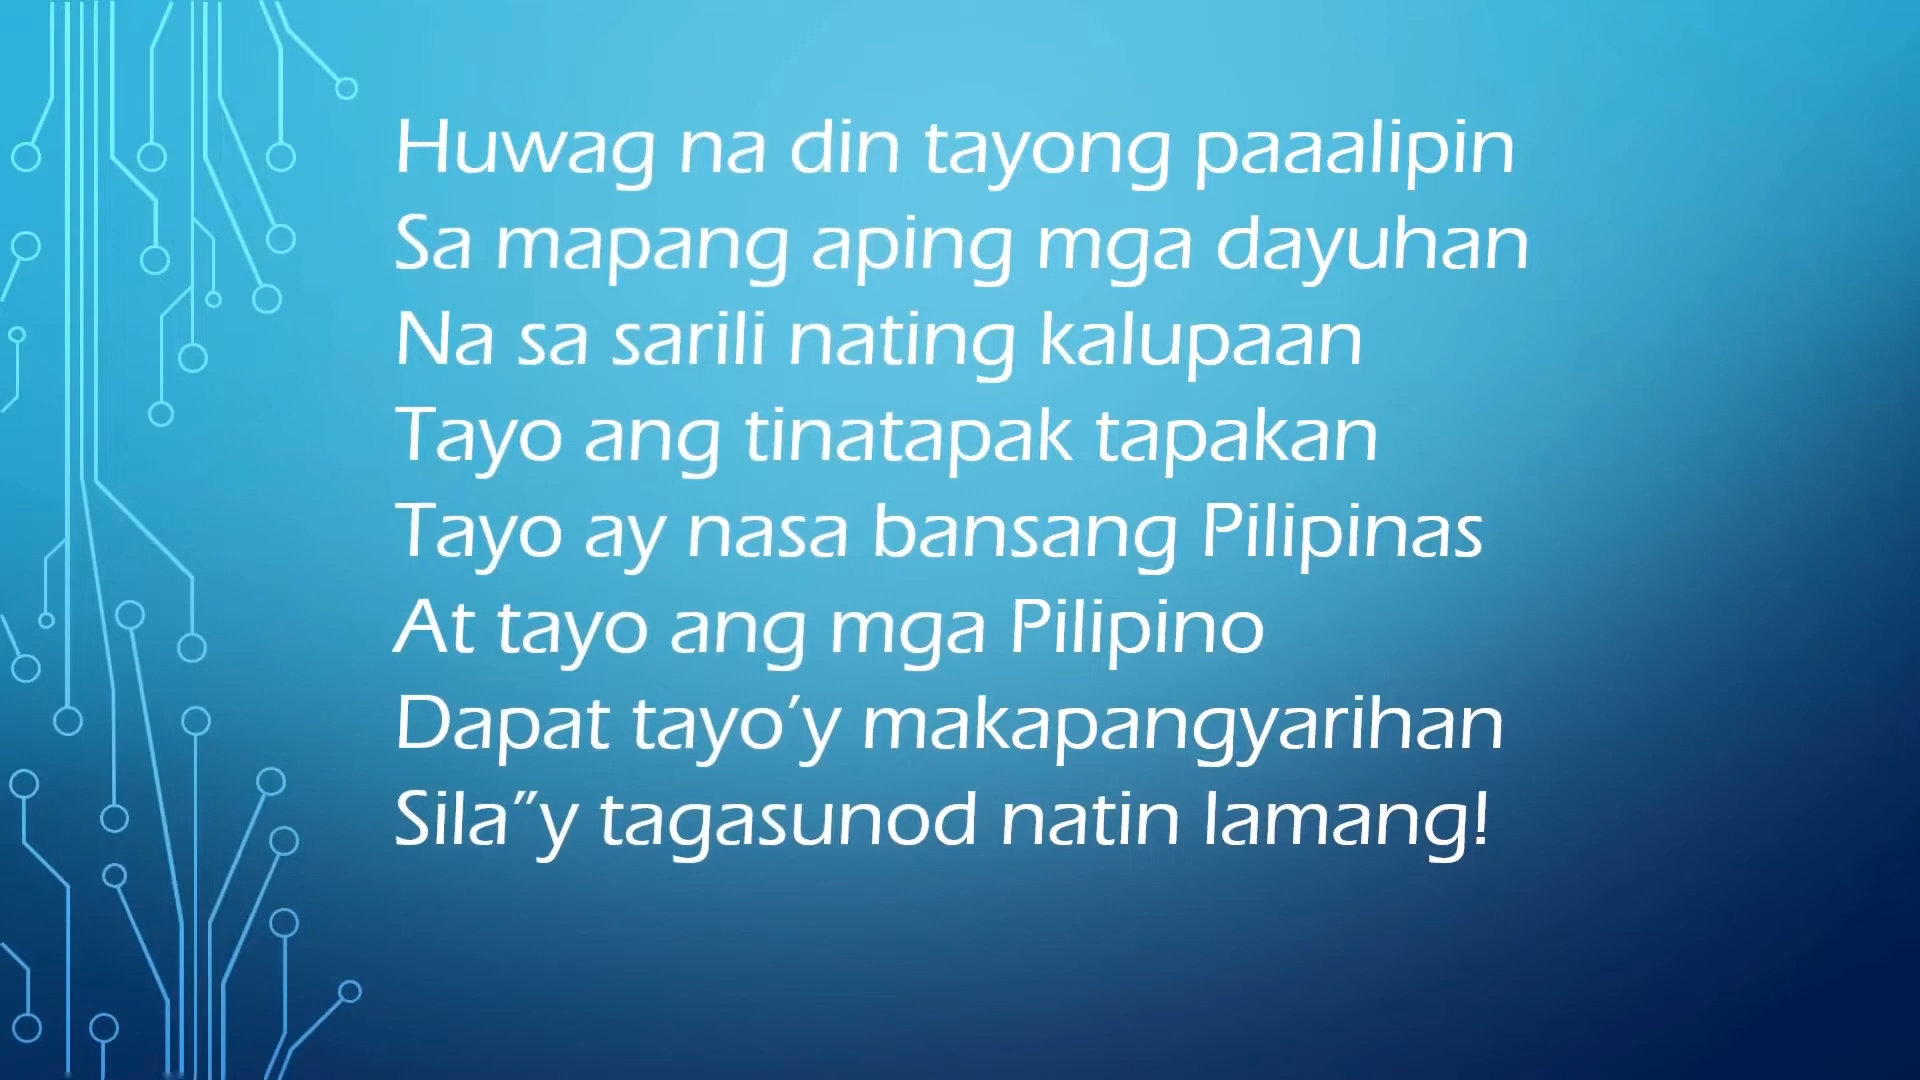 Huwag na din tayong paaalipin
Sa mapang aping mga dayuhan
Na sa sarili nating kalupaan
Tayo ang tinatapak tapakan
Tayo ay nasa bansang Pilipinas
At tayo ang mga Pilipino
Dapat tayo’y makapangyarihan
Sila”y tagasunod natin lamang!